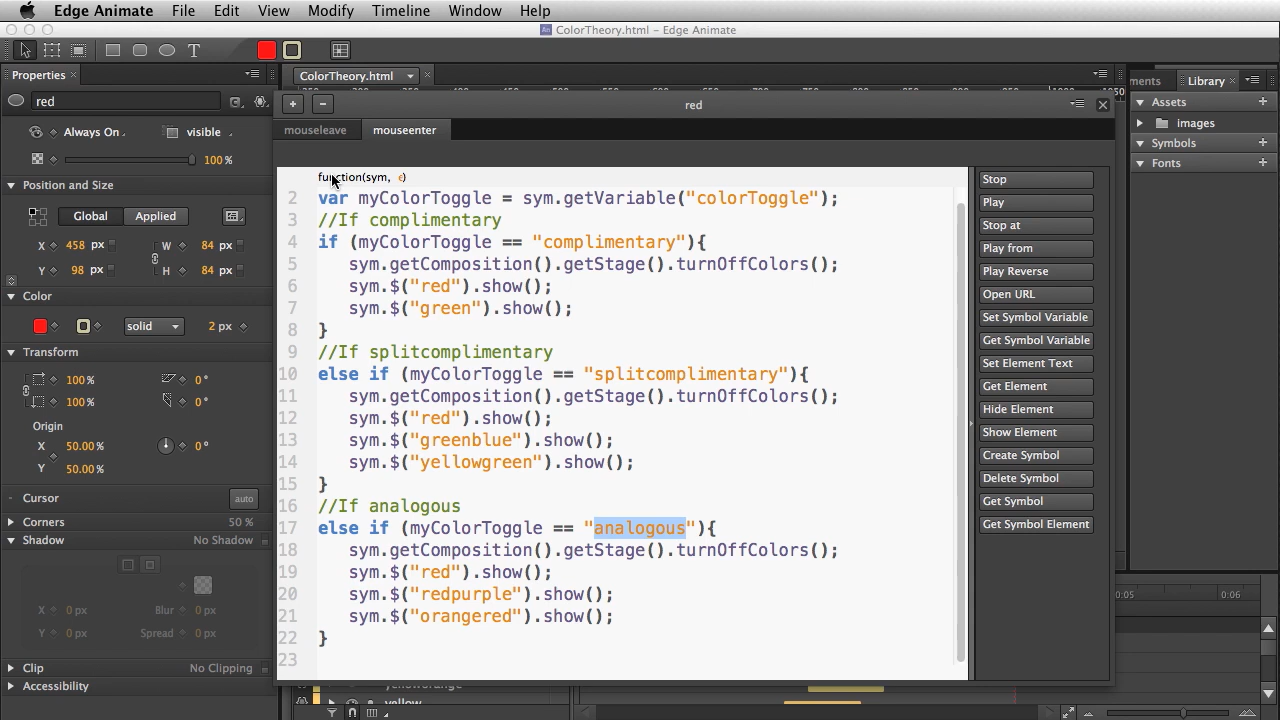 Edge Animate File Edit View Modify Timeline Window Help
ColorTheory.html – Edge Animate
T
Properties
ColorTheory.html
Library
red
Always On
visible
100 %
Position and Size
Global Applied
X 458 px W 84 px
Y 98 px H 84 px
Color
solid 2 px
Transform
100 % 0 °
100 % 0 °
Origin
X 50.00 % 0 °
Y 50.00 %
Cursor auto
Corners 50 %
Shadow No Shadow
X 0 px Blur 0 px
Y 0 px Spread 0 px
Clip No Clipping
Accessibility
red
mouseleave mouseenter
function(sym, e)
2 var myColorToggle = sym.getVariable("colorToggle");
3 //If complimentary
4 if (myColorToggle == "complimentary"){
5 sym.getComposition().getStage().turnOffColors();
6 sym.$("red").show();
7 sym.$("green").show();
8 }
9 //If splitcomplimentary
10 else if (myColorToggle == "splitcomplimentary"){
11 sym.getComposition().getStage().turnOffColors();
12 sym.$("red").show();
13 sym.$("greenblue").show();
14 sym.$("yellowgreen").show();
15 }
16 //If analogous
17 else if (myColorToggle == "analogous"){
18 sym.getComposition().getStage().turnOffColors();
19 sym.$("red").show();
20 sym.$("redpurple").show();
21 sym.$("orangered").show();
22 }
23
Stop
Play
Stop at
Play from
Play Reverse
Open URL
Set Symbol Variable
Get Symbol Variable
Set Element Text
Get Element
Hide Element
Show Element
Create Symbol
Delete Symbol
Get Symbol
Get Symbol Element
Assets
images
Symbols
Fonts
0:05 0:06
yellow